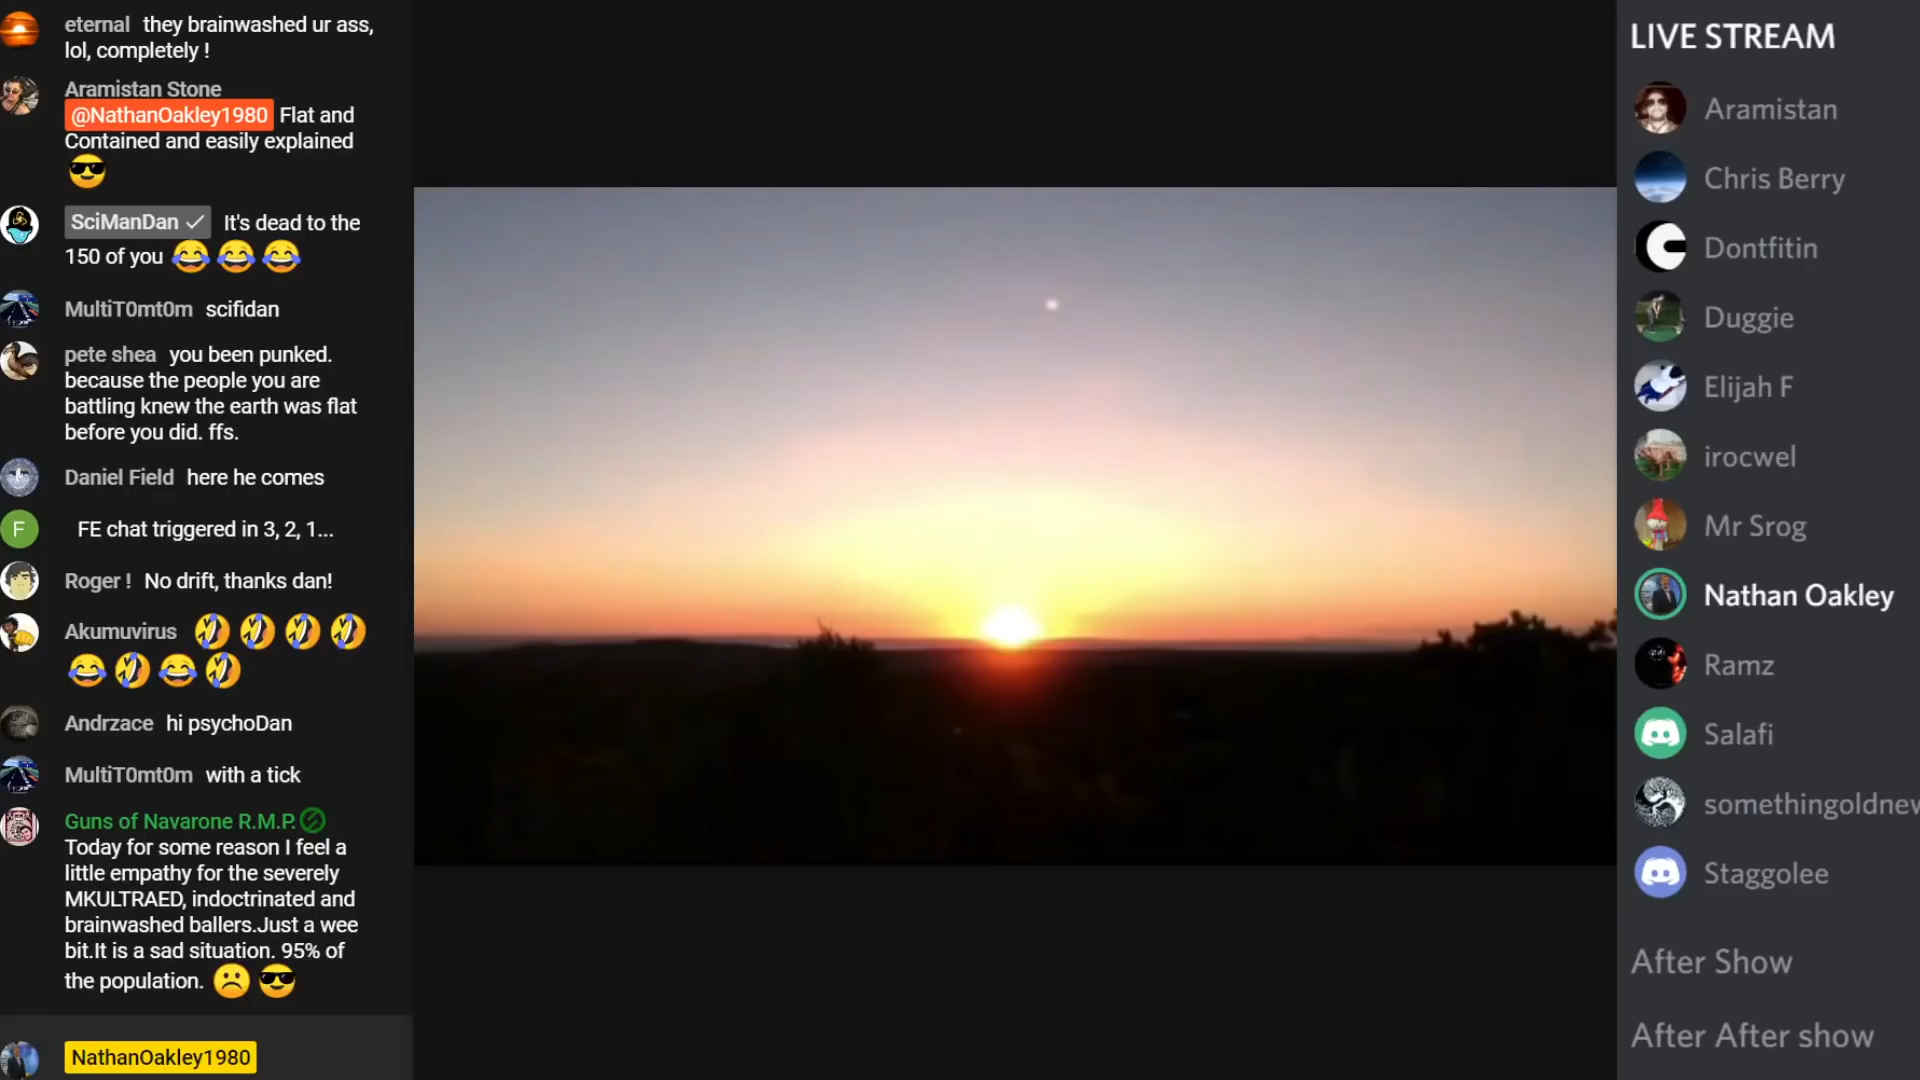 eternal they brainwashed ur ass,
lol, completely !
Aramistan Stone
@NathanOakley1980 Flat and
Contained and easily explained
😎
SciManDan ✓ It's dead to the
150 of you 😂 😂 😂
MultiT0mt0m scifidan
pete shea you been punked.
because the people you are
battling knew the earth was flat
before you did. ffs.
Daniel Field here he comes
F FE chat triggered in 3, 2, 1...
Roger ! No drift, thanks dan!
Akumuvirus 🤣 🤣 🤣 🤣
😂 🤣 😂 🤣
Andrzace hi psychoDan
MultiT0mt0m with a tick
Guns of Navarone R.M.P.
Today for some reason I feel a
little empathy for the severely
MKULTRAED, indoctrinated and
brainwashed ballers.Just a wee
bit.It is a sad situation. 95% of
the population. ☹️ 😎
NathanOakley1980
LIVE STREAM
Aramistan
Chris Berry
Dontfitin
Duggie
Elijah F
irocwel
Mr Srog
Nathan Oakley
Ramz
Salafi
somethingoldnew
Staggolee
After Show
After After show